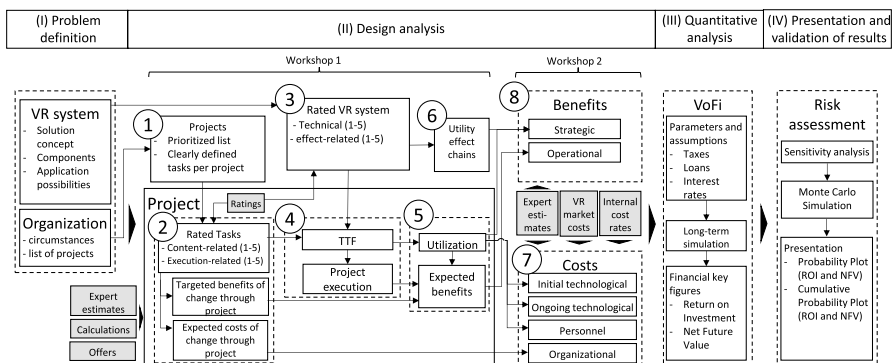 (I) Problem
definition
(II) Design analysis
(III) Quantitative
analysis
(IV) Presentation and
validation of results
Workshop 1
Workshop 2
VR system
- Solution
concept
- Components
- Application
possibilities
Organization
- circumstances
- list of projects
Expert
estimates
Calculations
Offers
1
Projects
- Prioritized list
- Clearly defined
tasks per project
3
Rated VR system
- Technical (1-5)
- effect-related (1-5)
6
Utility
effect
chains
Project
Ratings
2
Rated Tasks
- Content-related (1-5)
- Execution-related (1-5)
Targeted benefits of
change through project
Expected costs of
change through
project
4
TTF
Project
execution
5
Utilization
Expected
benefits
8
Benefits
Strategic
Operational
Expert
esti-
mates
VR
market
costs
Internal
cost
rates
7
Costs
Initial technological
Ongoing technological
Personnel
Organizational
VoFi
Parameters and
assumptions
- Taxes
- Loans
- Interest
rates
Long-term
simulation
Financial key
figures
- Return on
Investment
- Net Future
Value
Risk
assessment
Sensitivity analysis
Monte Carlo
Simulation
Presentation
- Probability Plot
(ROI and NFV)
- Cumulative
Probability Plot
(ROI and NFV)